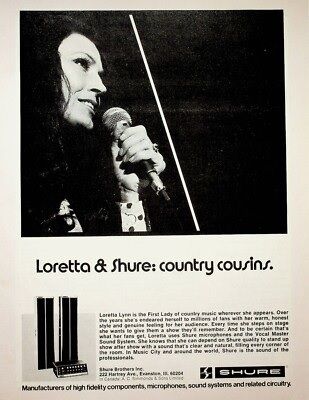 Loretta & Shure: country cousins.
Loretta Lynn is the First Lady of country music wherever she appears. Over
the years she's endeared herself to millions of fans with her warm, honest
style and genuine feeling for her audience. Every time she steps on stage
she wants to give them a show they'll remember. And to be certain that's
what her fans get, Loretta uses Shure microphones and the Vocal Master
Sound System. She knows that she can depend on Shure quality to stand up
show after show with a sound that's clear and natural, filling every corner
of the room. In Music City and around the world, Shure is the sound of the
professionals.
Shure Brothers Inc.
222 Hartrey Ave., Evanston, Ill. 60204
In Canada: A. C. Simmonds & Sons Limited
SHURE
Manufacturers of high fidelity components, microphones, sound systems and related circuitry.